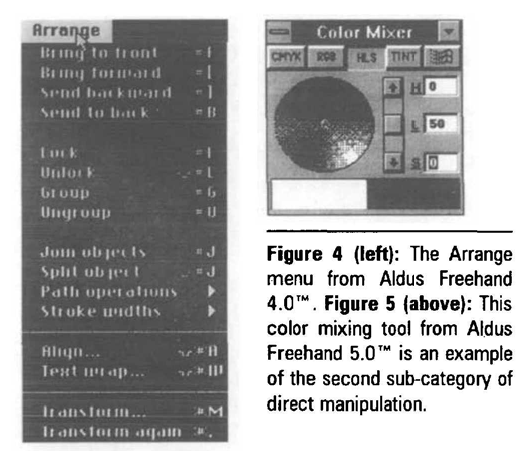 Arrange
Bring to front ⌘F
Bring forward ⌘[
Send backward ⌘]
Send to back ⌘B
Lock
Unlock
Group ⌘G
Ungroup ⌘U
Join objects ⌘J
Split object
Path operations
Stroke widths
Align...
Text wrap...
Transform... ⌘M
Transform again ⌘,
Color Mixer
CMYK RGB HLS TINT
H 0
L 50
S 0
Figure 4 (left): The Arrange
menu from Aldus Freehand
4.0™. Figure 5 (above): This
color mixing tool from Aldus
Freehand 5.0™ is an example
of the second sub-category of
direct manipulation.